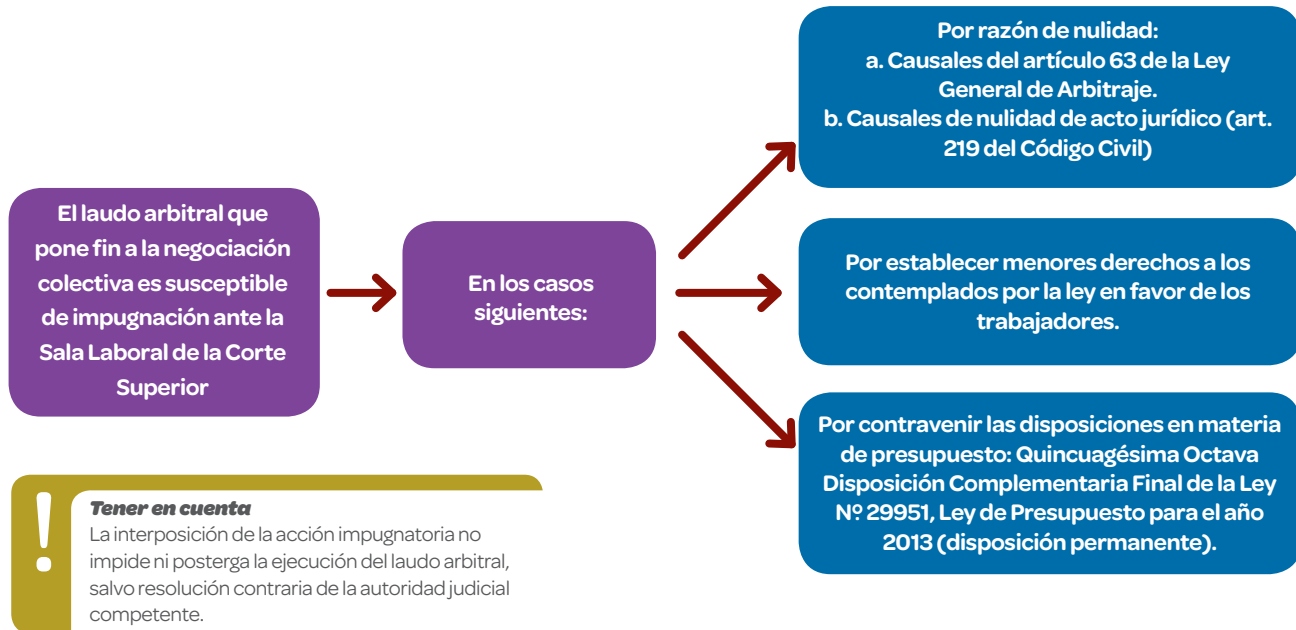 El laudo arbitral que
pone fin a la negociación
colectiva es susceptible
de impugnación ante la
Sala Laboral de la Corte
Superior
En los casos
siguientes:
Por razón de nulidad:
a. Causales del artículo 63 de la Ley
General de Arbitraje.
b. Causales de nulidad de acto jurídico (art.
219 del Código Civil)
Por establecer menores derechos a los
contemplados por la ley en favor de los
trabajadores.
Por contravenir las disposiciones en materia
de presupuesto: Quincuagésima Octava
Disposición Complementaria Final de la Ley
Nº 29951, Ley de Presupuesto para el año
2013 (disposición permanente).
!
Tener en cuenta
La interposición de la acción impugnatoria no
impide ni posterga la ejecución del laudo arbitral,
salvo resolución contraria de la autoridad judicial
competente.